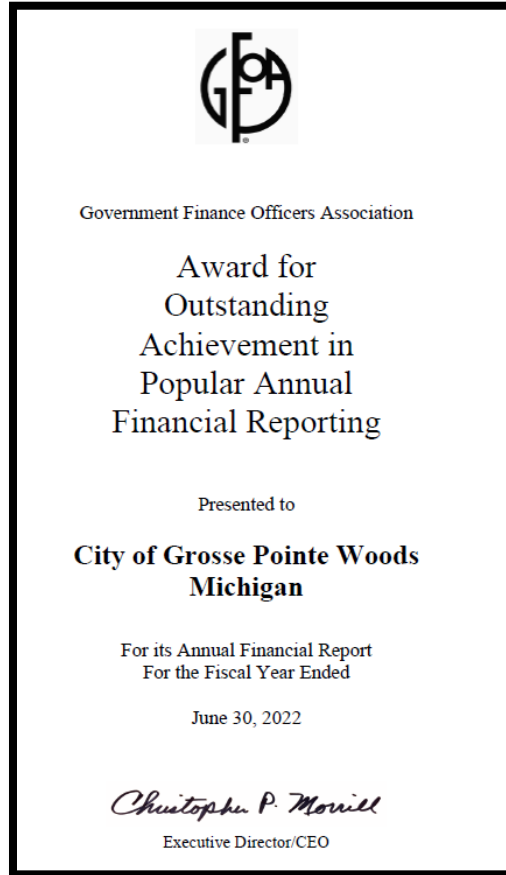 GFOA
®
Government Finance Officers Association
Award for
Outstanding
Achievement in
Popular Annual
Financial Reporting
Presented to
City of Grosse Pointe Woods
Michigan
For its Annual Financial Report
For the Fiscal Year Ended
June 30, 2022
Christopher P. Morrill
Executive Director/CEO